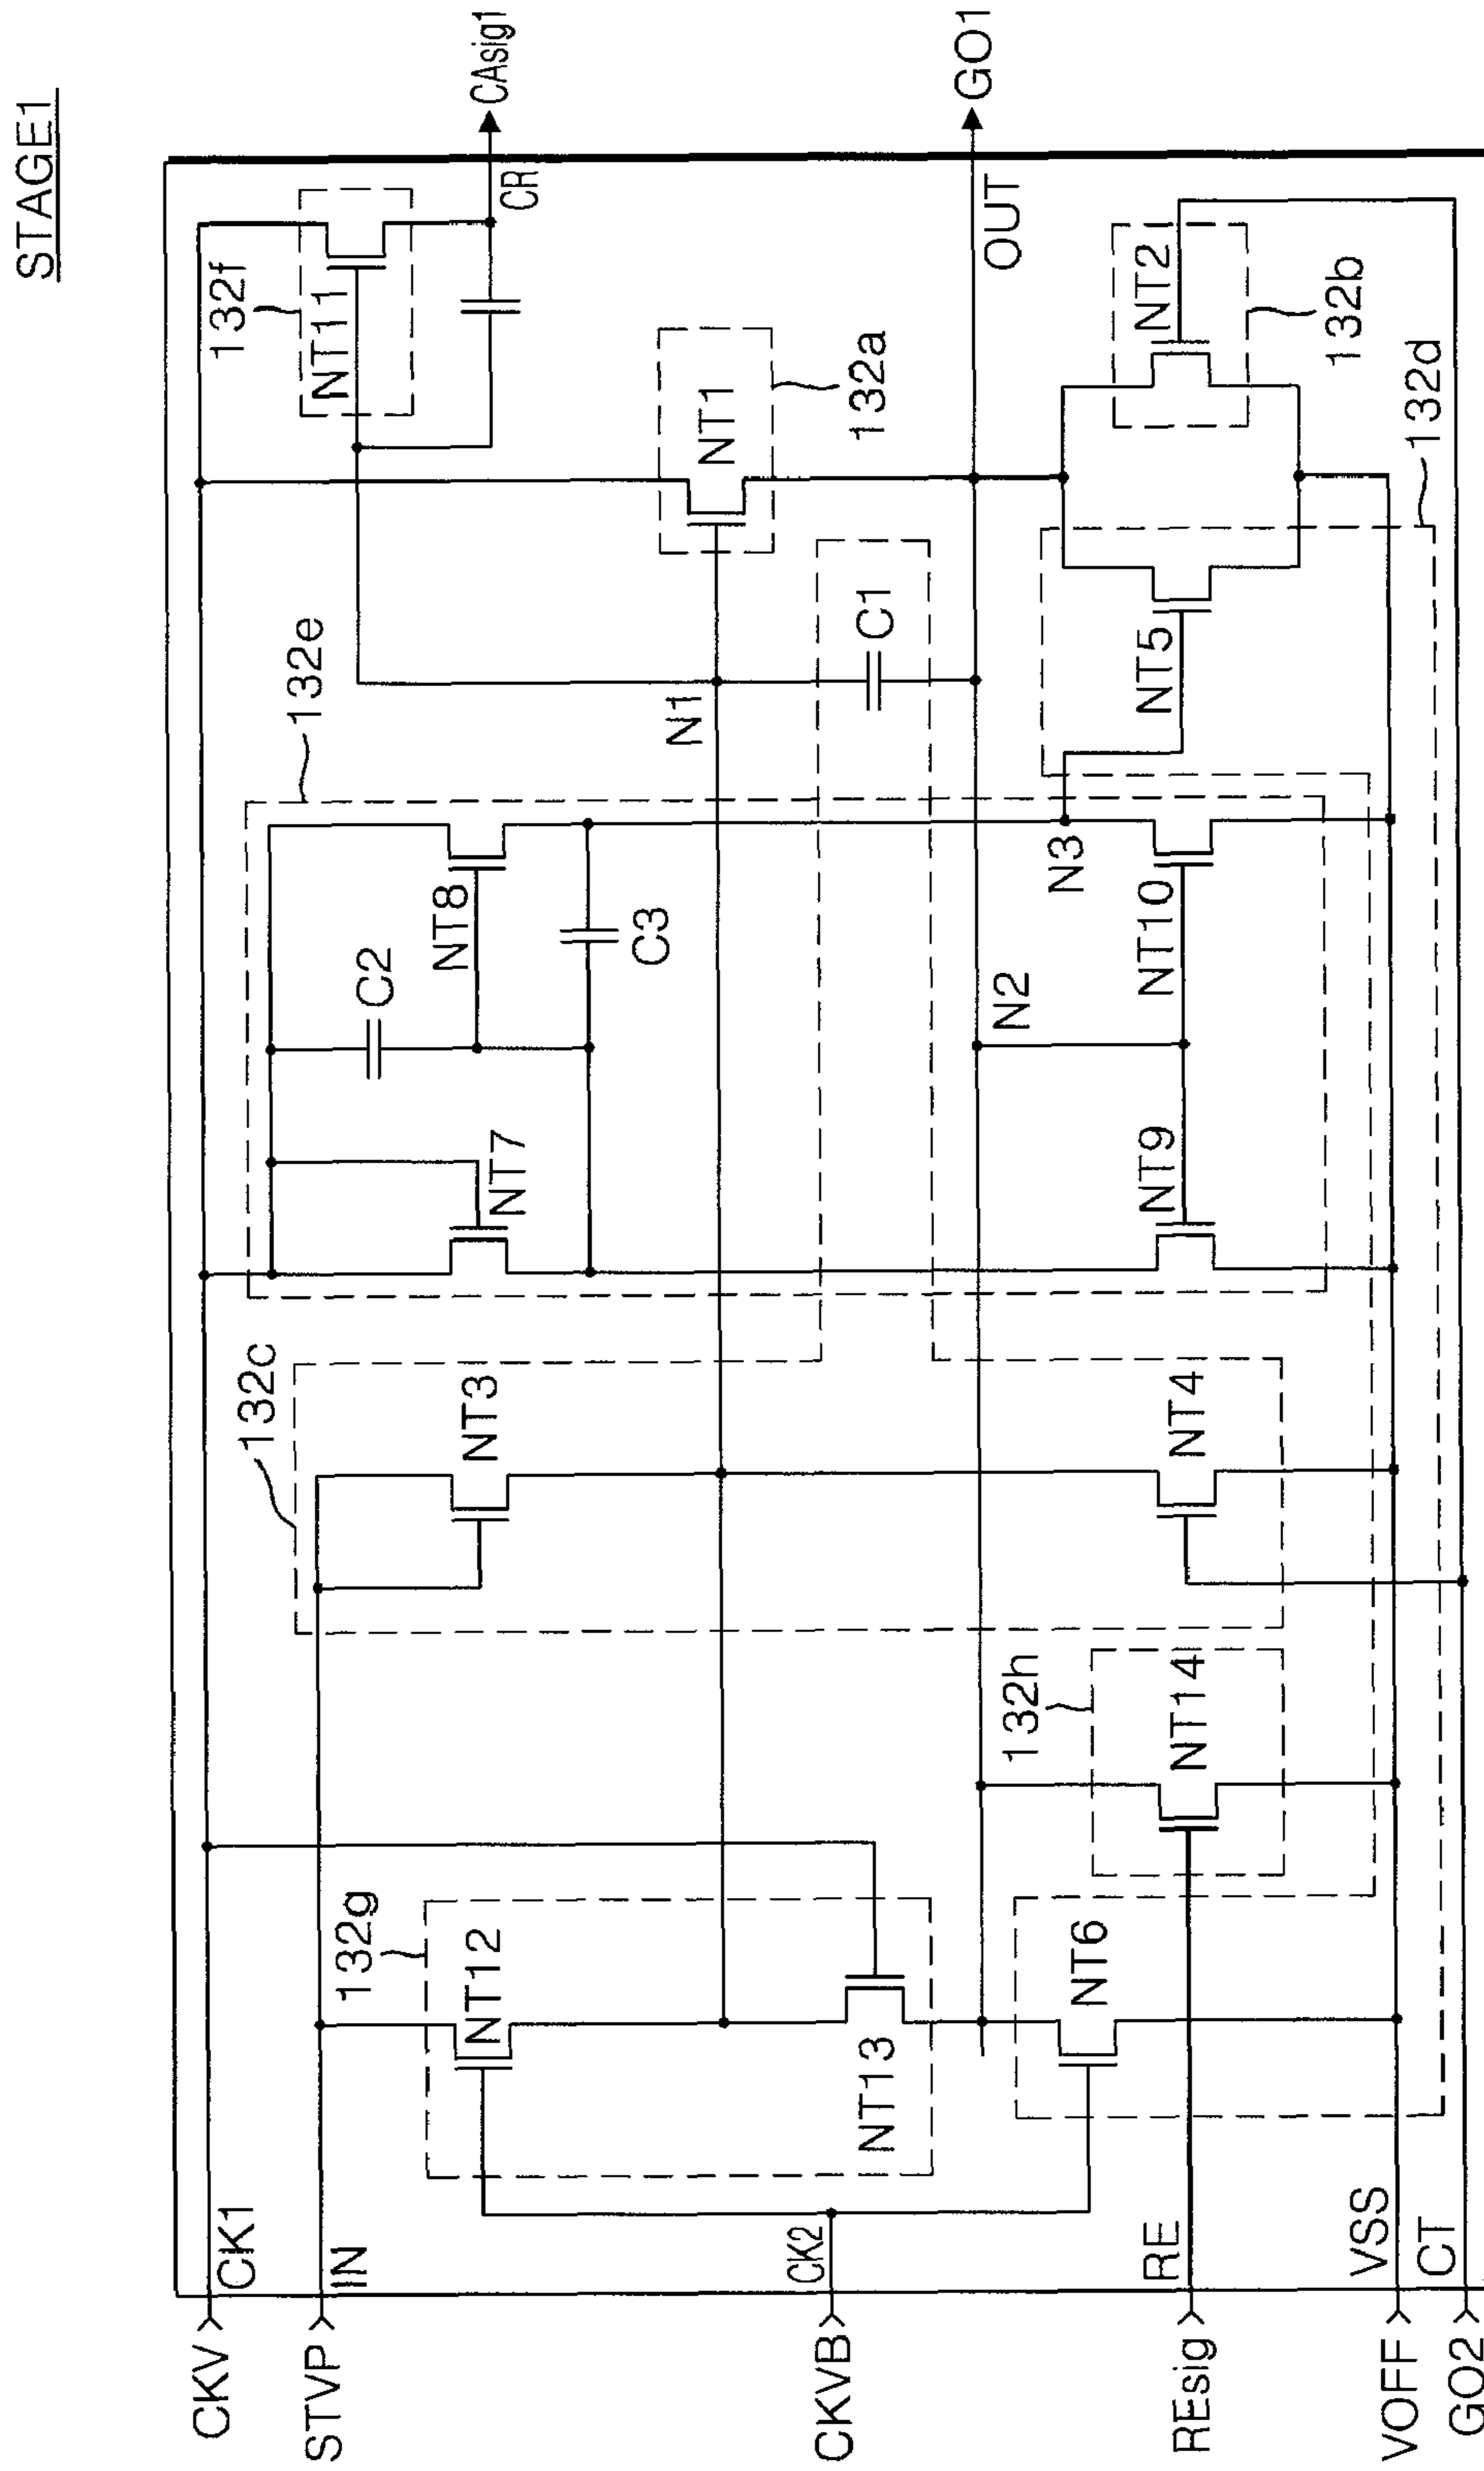 STAGE1
CKV
CK1
STVP
IN
CKVB
CK2
REsig
RE
VOFF
VSS
GO2
CT
132g
NT12
NT13
NT6
132h
NT14
132c
NT3
NT4
132e
NT7
C2
NT8
C3
NT9
N2
NT10
N3
N1
C1
NT5
132d
132f
NT11
132a
NT1
NT2
132b
CR
CAsig1
OUT
GO1